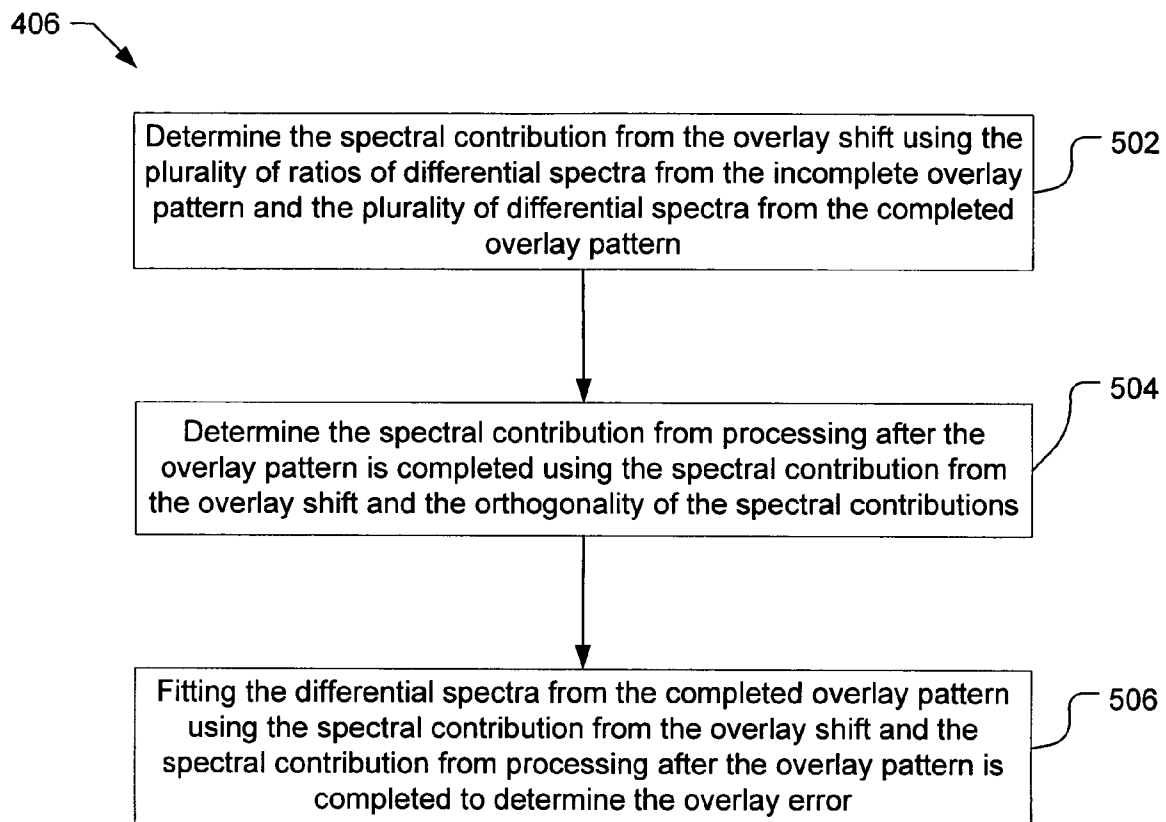 406
Determine the spectral contribution from the overlay shift using the
plurality of ratios of differential spectra from the incomplete overlay
pattern and the plurality of differential spectra from the completed
overlay pattern
502
Determine the spectral contribution from processing after the
overlay pattern is completed using the spectral contribution from
the overlay shift and the orthogonality of the spectral contributions
504
Fitting the differential spectra from the completed overlay pattern
using the spectral contribution from the overlay shift and the
spectral contribution from processing after the overlay pattern is
completed to determine the overlay error
506